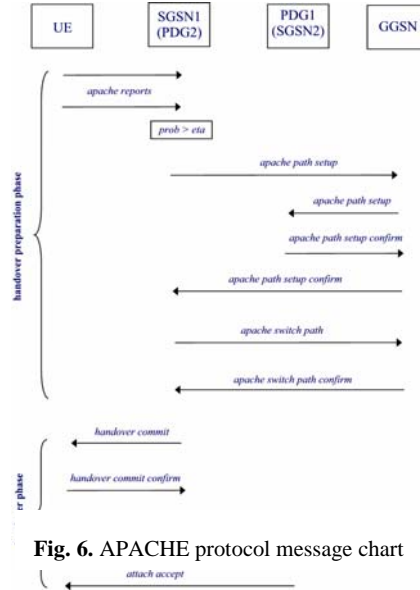 UE
SGSN1
(PDG2)
PDG1
(SGSN2)
GGSN
apache reports
prob > eta
apache path setup
apache path setup
apache path setup confirm
apache path setup confirm
apache switch path
apache switch path confirm
handover preparation phase
handover commit
handover commit confirm
phase
Fig. 6. APACHE protocol message chart
attach accept